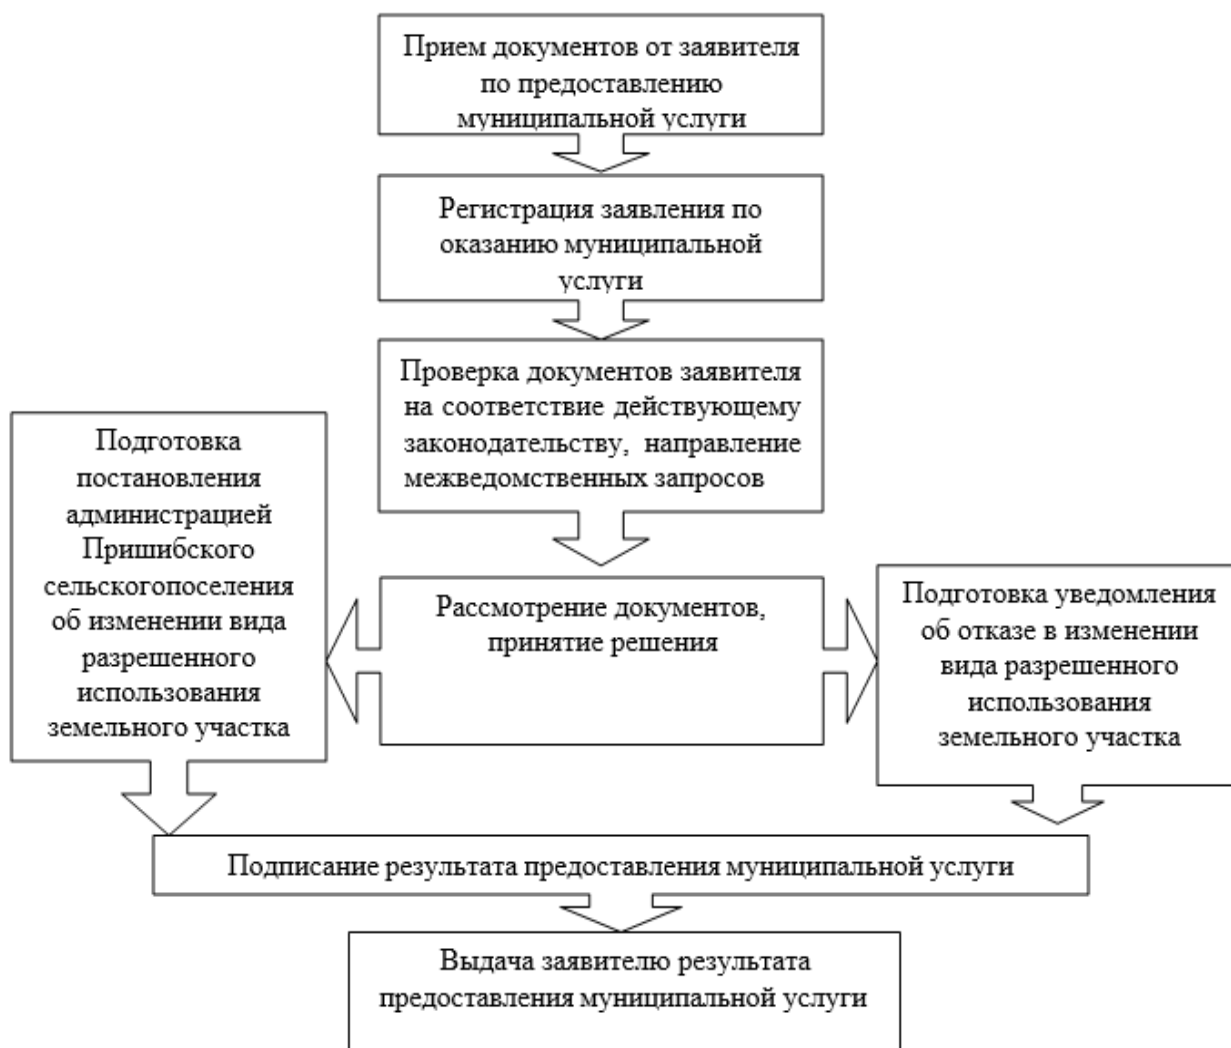 Прием документов от заявителя
по предоставлению
муниципальной услуги
Регистрация заявления по
оказанию муниципальной
услуги
Проверка документов заявителя
на соответствие действующему
законодательству, направление
межведомственных запросов
Подготовка
постановления
администрацией
Пришибского
сельскогопоселения
об изменении вида
разрешенного
использования
земельного участка
Рассмотрение документов,
принятие решения
Подготовка уведомления
об отказе в изменении
вида разрешенного
использования
земельного участка
Подписание результата предоставления муниципальной услуги
Выдача заявителю результата
предоставления муниципальной услуги